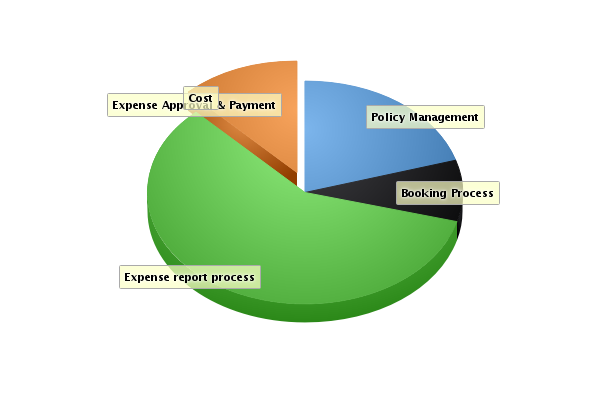 Cost
Expense Approval & Payment
Policy Management
Booking Process
Expense report process